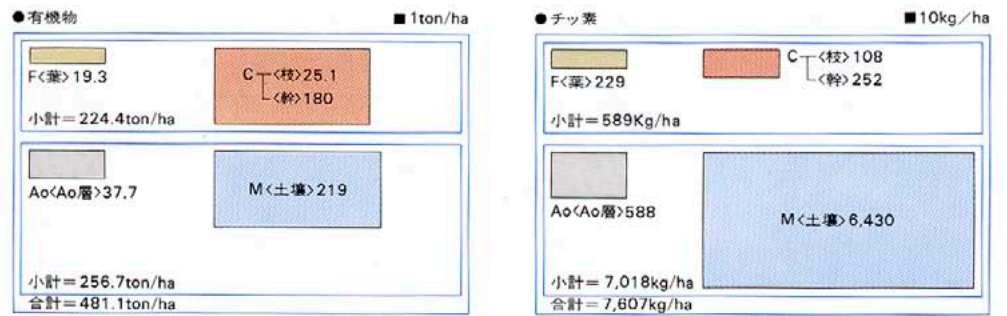 ●有機物 ■1ton/ha
F<葉>19.3
C <枝>25.1
<幹>180
小計=224.4ton/ha
Ao<Ao層>37.7
M<土壤>219
小計=256.7ton/ha
合計=481.1ton/ha
●チッ素 ■10kg/ha
F<葉>229
C <枝>108
<幹>252
小計=589Kg/ha
Ao<Ao層>588
M<土壤>6,430
小計=7,018kg/ha
合計=7,607kg/ha